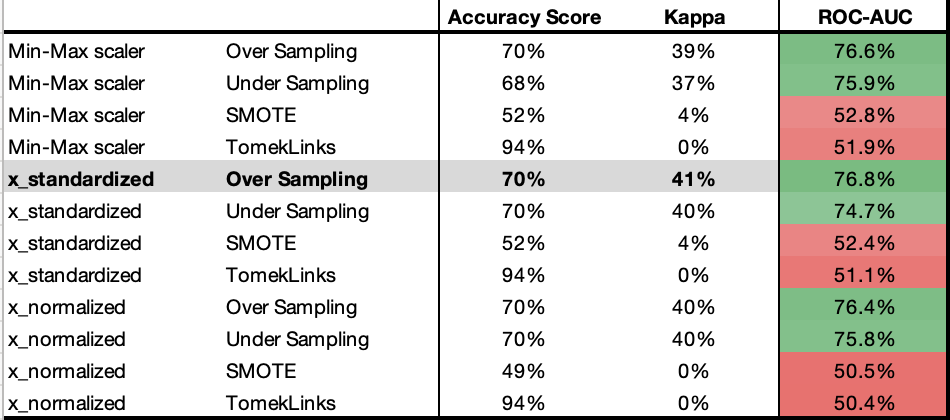 Accuracy Score Kappa ROC-AUC
Min-Max scaler Over Sampling 70% 39% 76.6%
Min-Max scaler Under Sampling 68% 37% 75.9%
Min-Max scaler SMOTE 52% 4% 52.8%
Min-Max scaler TomekLinks 94% 0% 51.9%
x_standardized Over Sampling 70% 41% 76.8%
x_standardized Under Sampling 70% 40% 74.7%
x_standardized SMOTE 52% 4% 52.4%
x_standardized TomekLinks 94% 0% 51.1%
x_normalized Over Sampling 70% 40% 76.4%
x_normalized Under Sampling 70% 40% 75.8%
x_normalized SMOTE 49% 0% 50.5%
x_normalized TomekLinks 94% 0% 50.4%